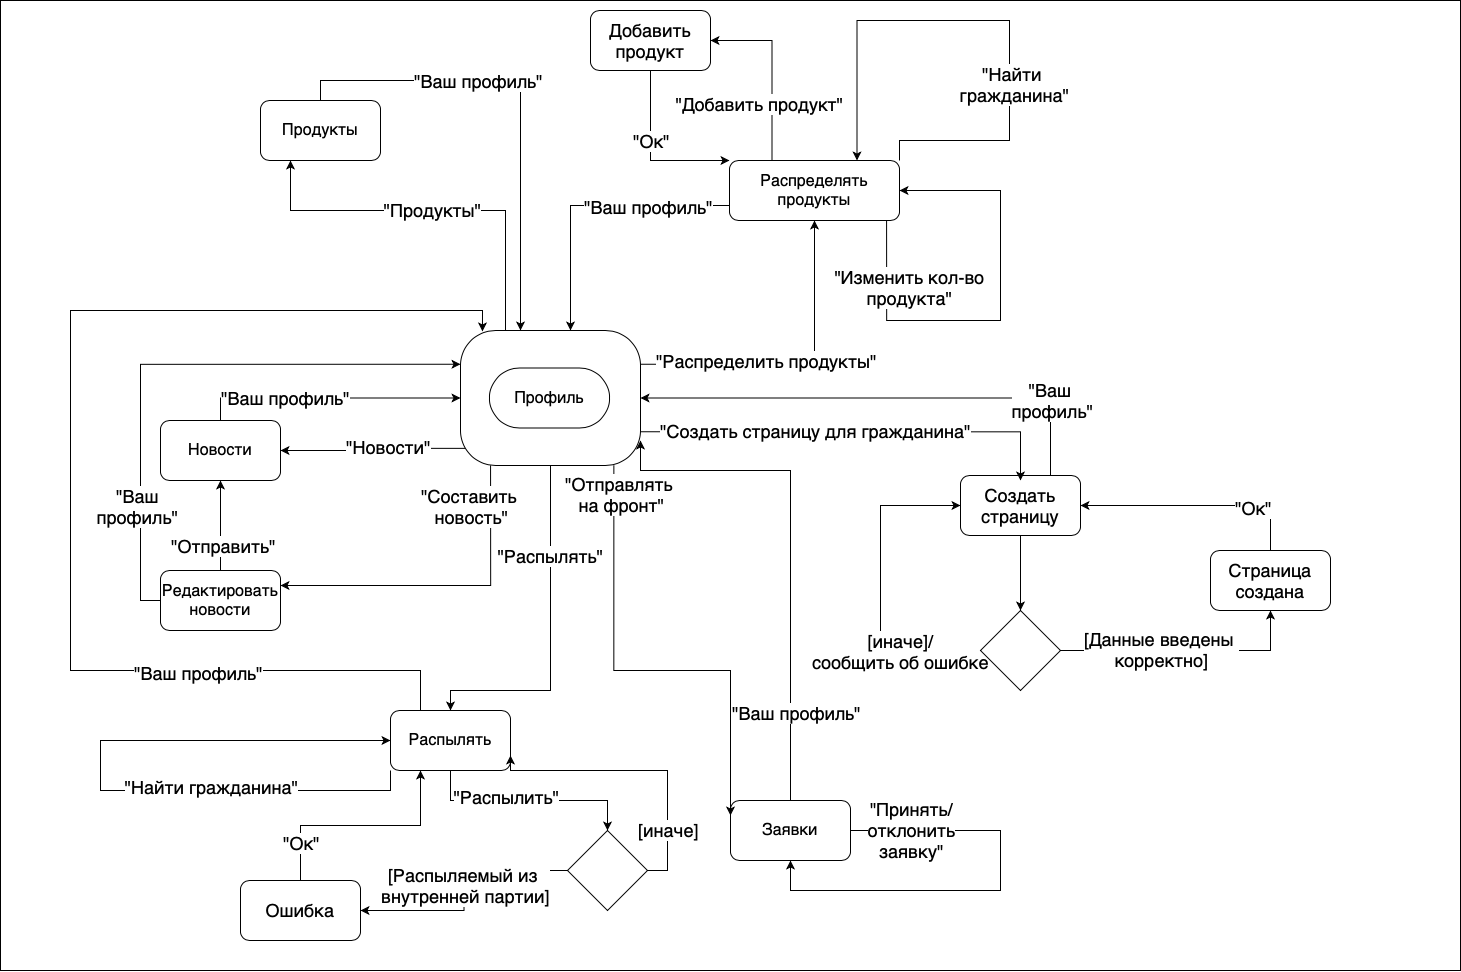 Добавить
продукт
"Ваш профиль"
"Найти
гражданина"
Продукты
"Добавить продукт"
"Ок"
Распределять
продукты
"Продукты"
"Ваш профиль"
"Изменить кол-во
продукта"
"Распределить продукты"
Профиль
"Ваш профиль"
"Ваш
профиль"
"Создать страницу для гражданина"
Новости
"Новости"
"Ваш
профиль"
"Составить
новость"
"Отправлять
на фронт"
Создать
страницу
"Ок"
"Отправить"
"Распылять"
Редактировать
новости
Страница
создана
[иначе]/
сообщить об ошибке
[Данные введены
корректно]
"Ваш профиль"
"Ваш профиль"
Распылять
"Найти гражданина"
"Распылить"
"Ок"
[иначе]
Заявки
"Принять/
отклонить
заявку"
[Распыляемый из
внутренней партии]
Ошибка